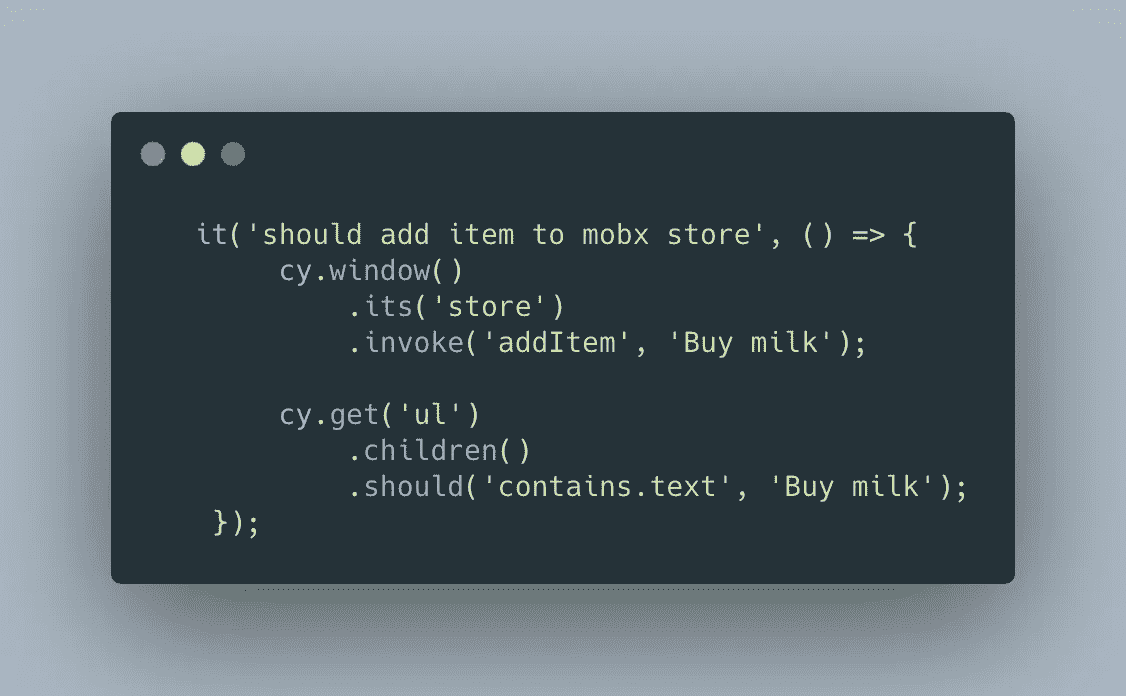 it('should add item to mobx store', () => {
cy.window()
.its('store')
.invoke('addItem', 'Buy milk');
cy.get('ul')
.children()
.should('contains.text', 'Buy milk');
});